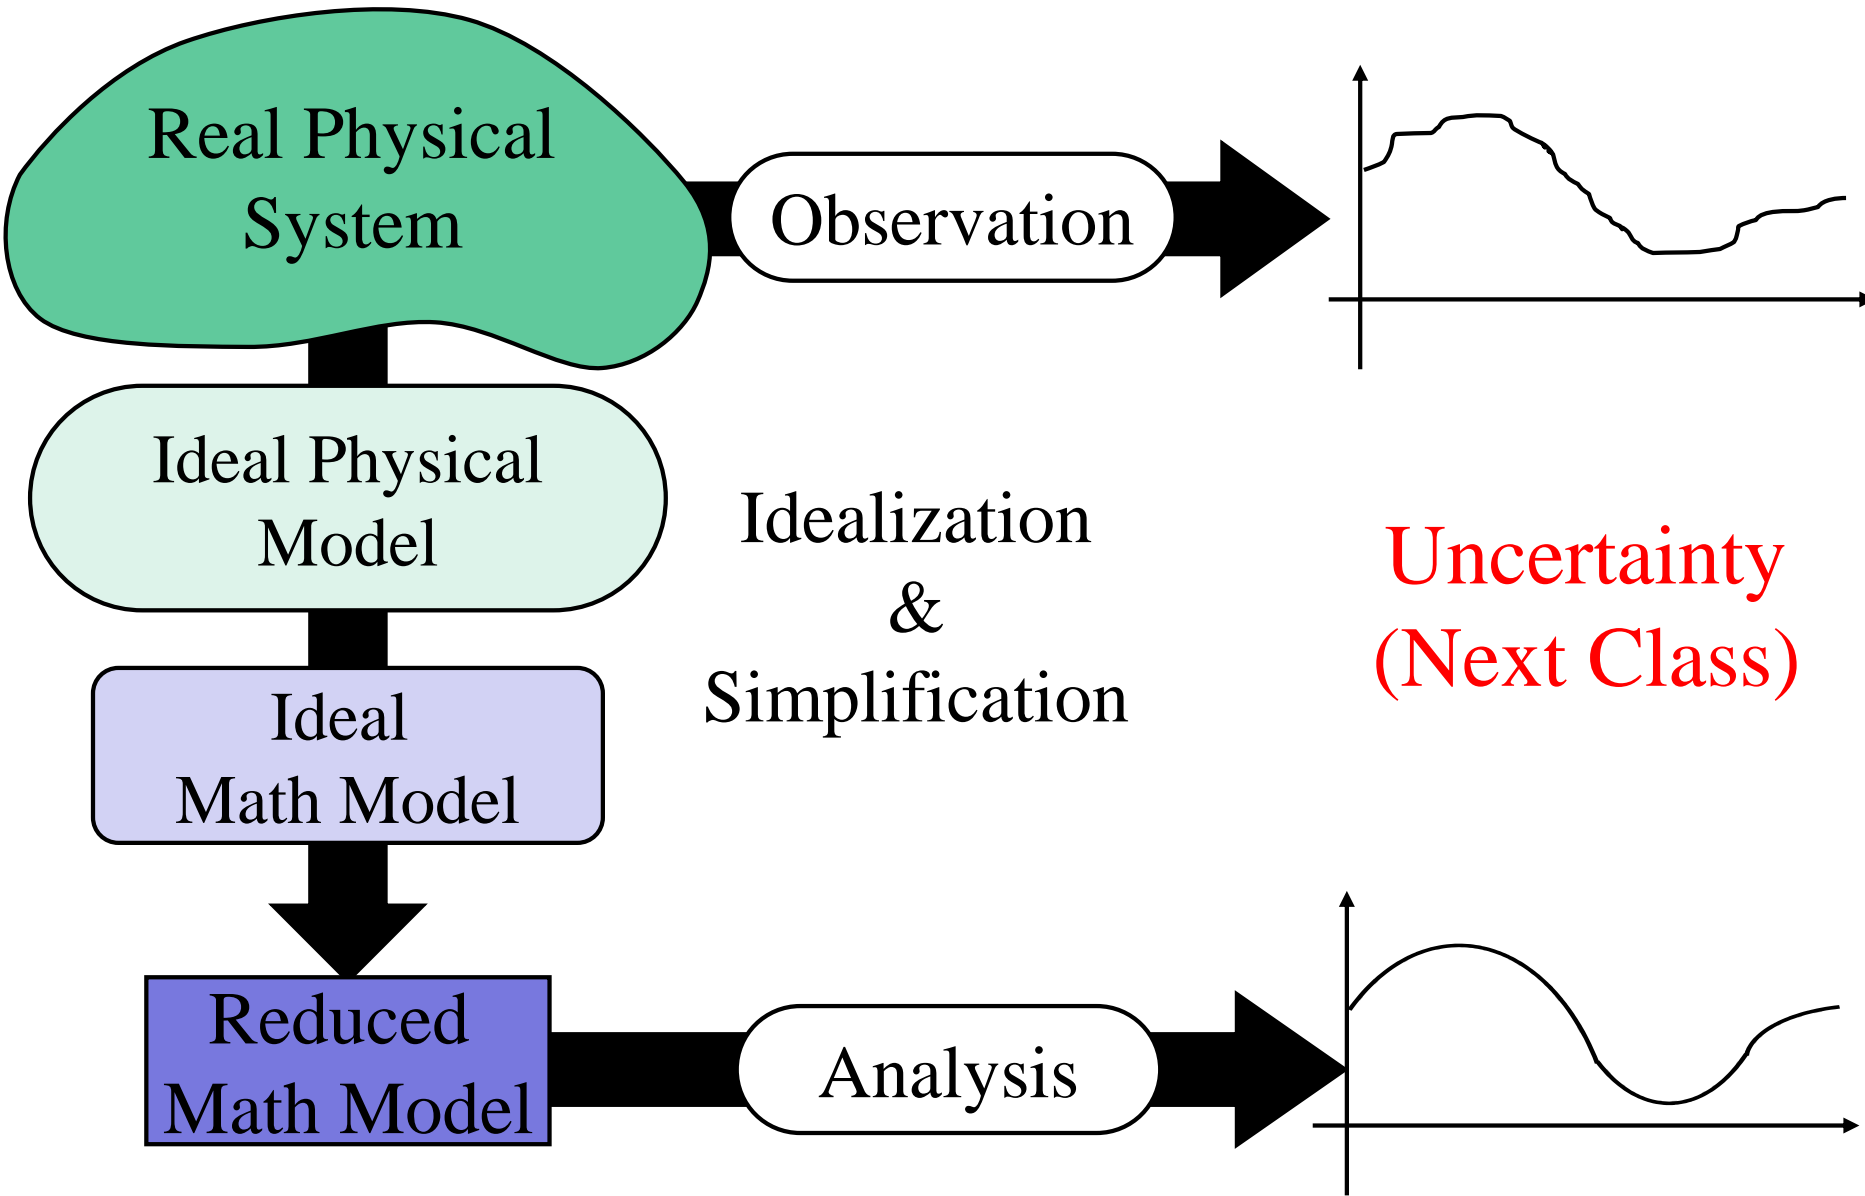 Real Physical
System
Observation
Ideal Physical
Model
Idealization
&
Simplification
Uncertainty
(Next Class)
Ideal
Math Model
Reduced
Math Model
Analysis